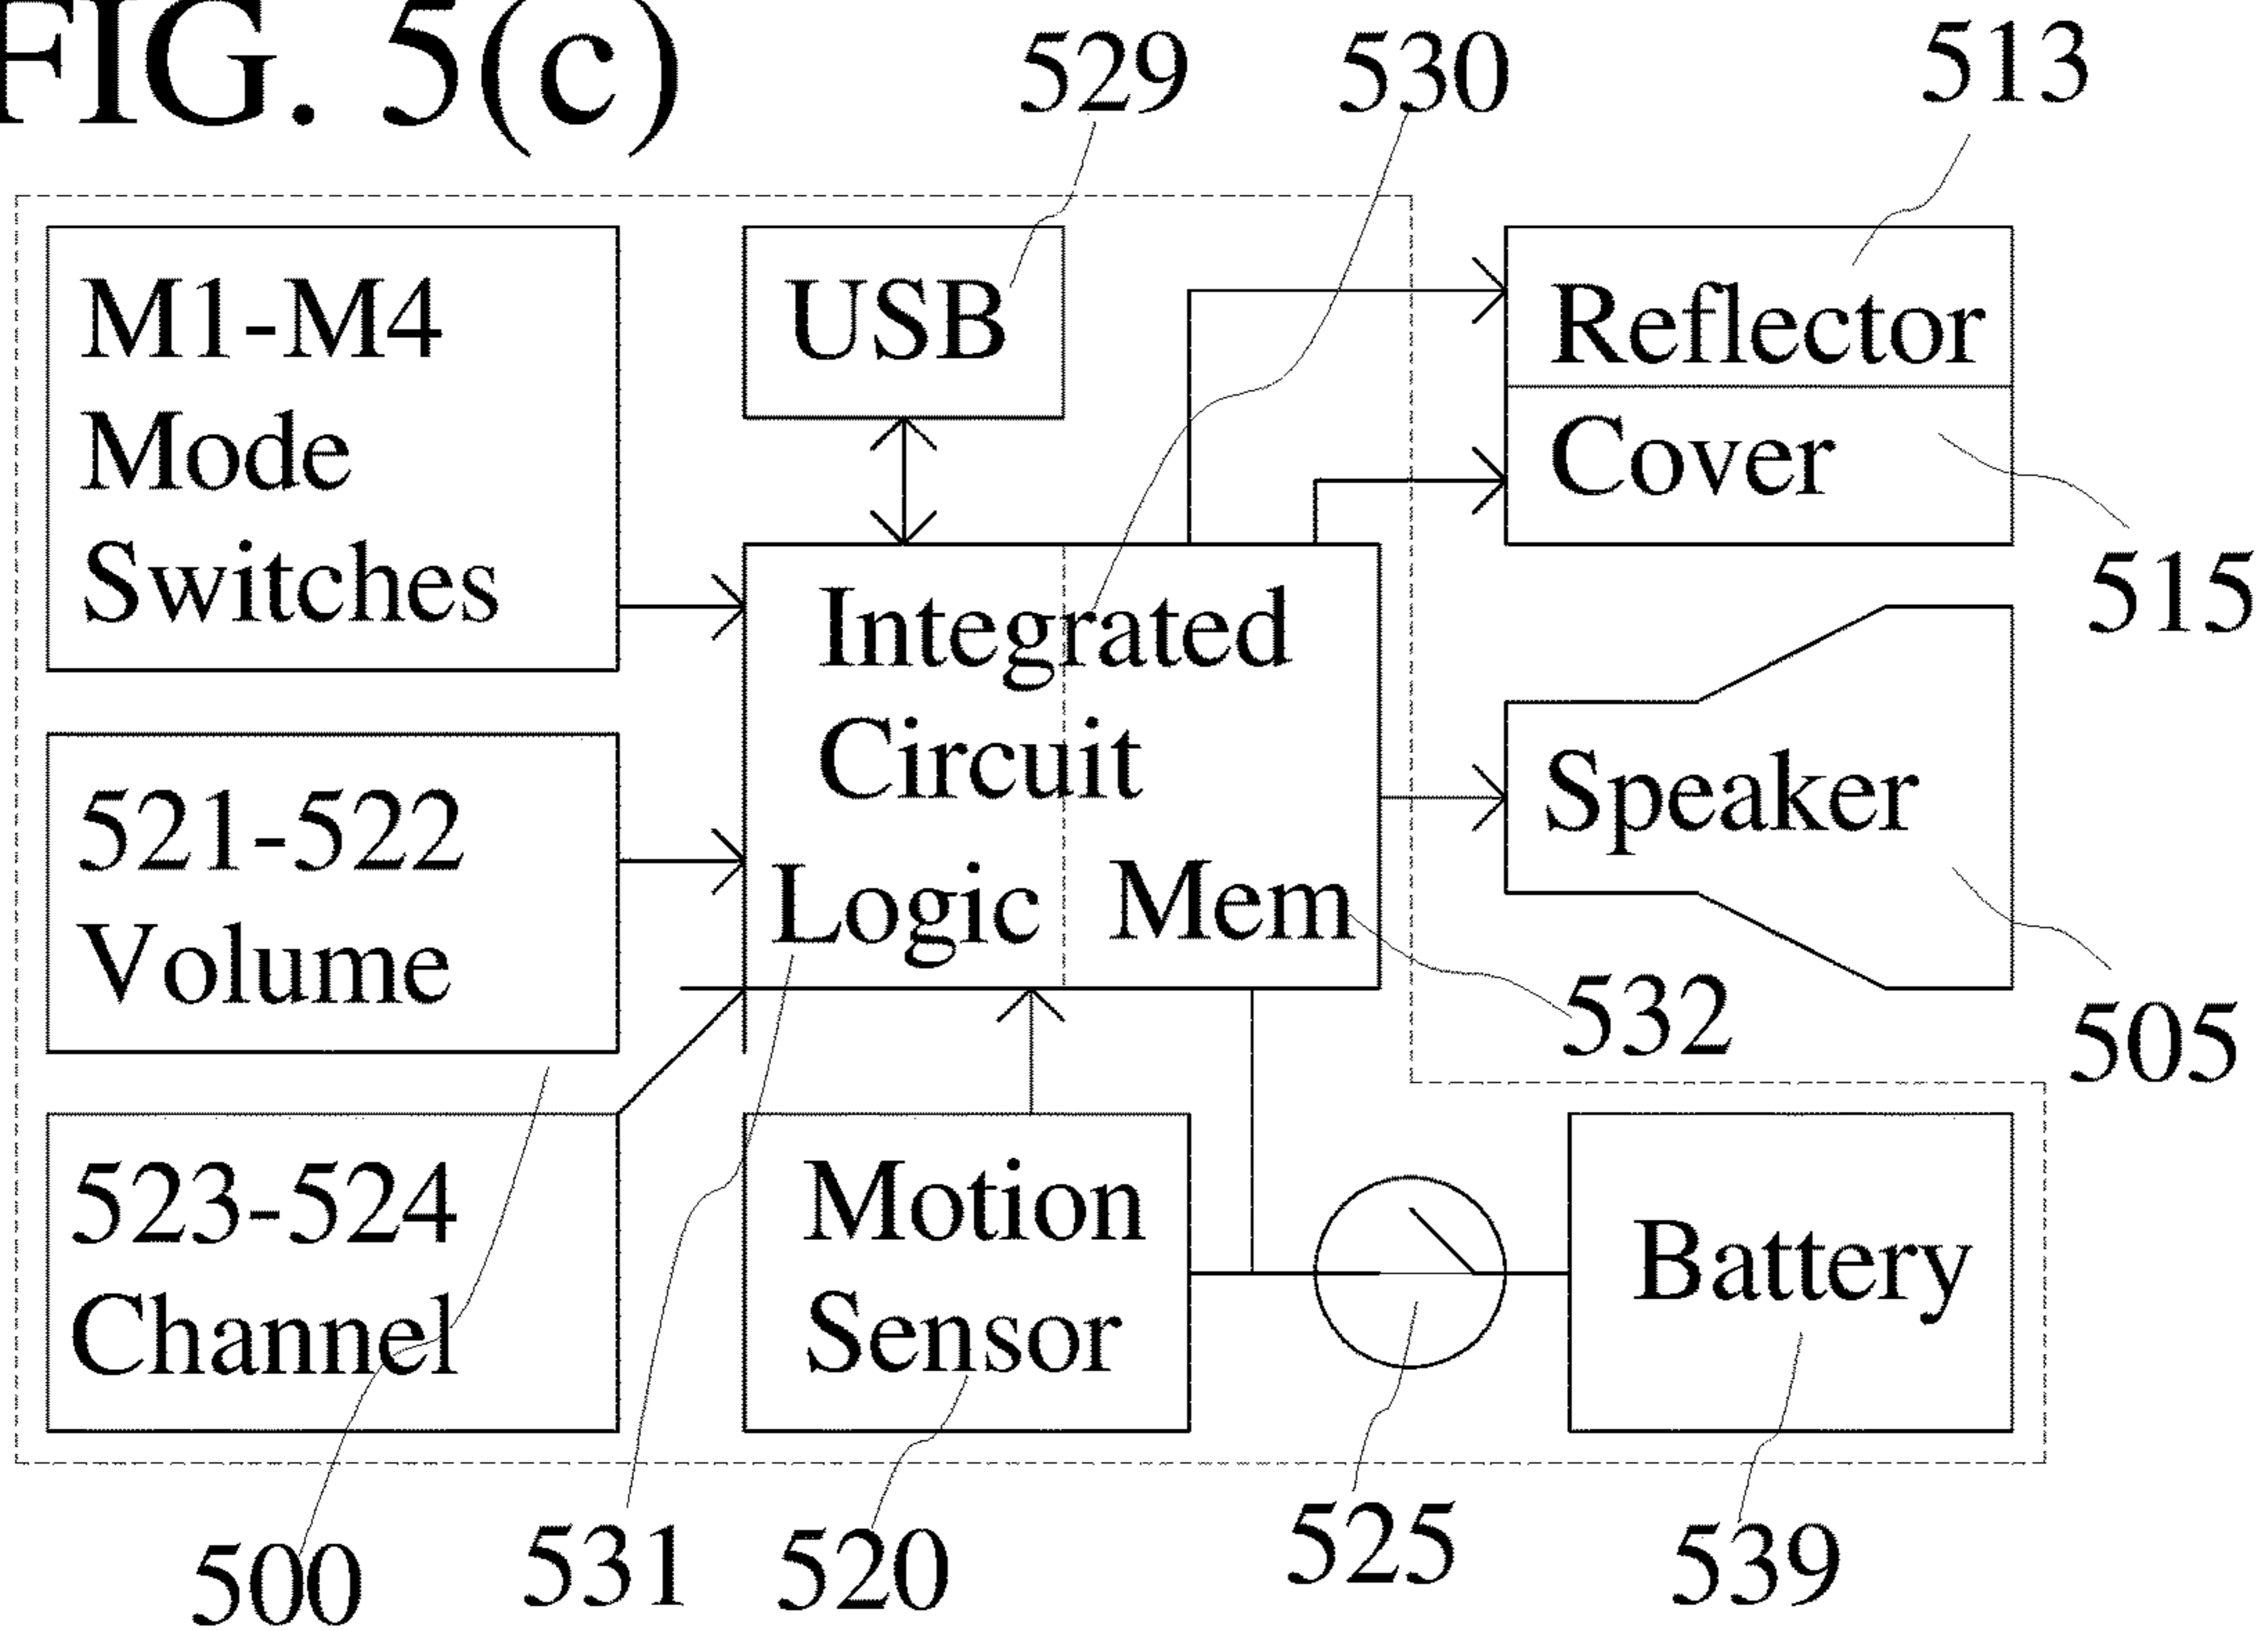 FIG. 5(c)
529
530
513
M1-M4
Mode
Switches
USB
Reflector
Cover
515
Integrated
Circuit
Logic
Mem
Speaker
521-522
Volume
532
505
523-524
Channel
Motion
Sensor
Battery
500
531
520
525
539